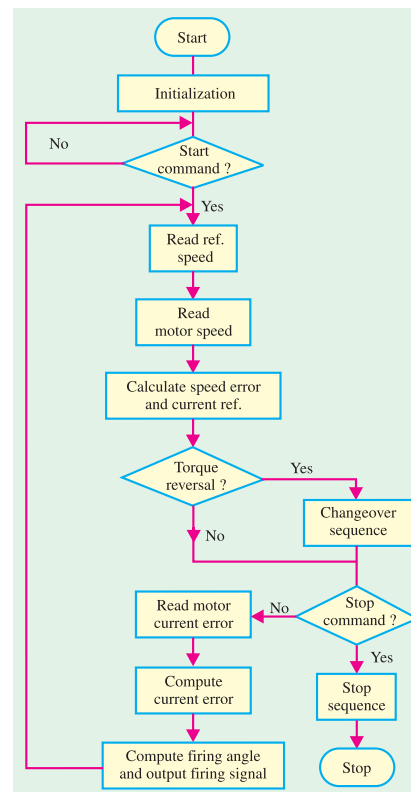 Start
Initialization
No
Start
command ?
Yes
Read ref.
speed
Read
motor speed
Calculate speed error
and current ref.
Torque
reversal ?
Yes
Changeover
sequence
No
Stop
command ?
No
Read motor
current error
Yes
Compute
current error
Stop
sequence
Compute firing angle
and output firing signal
Stop